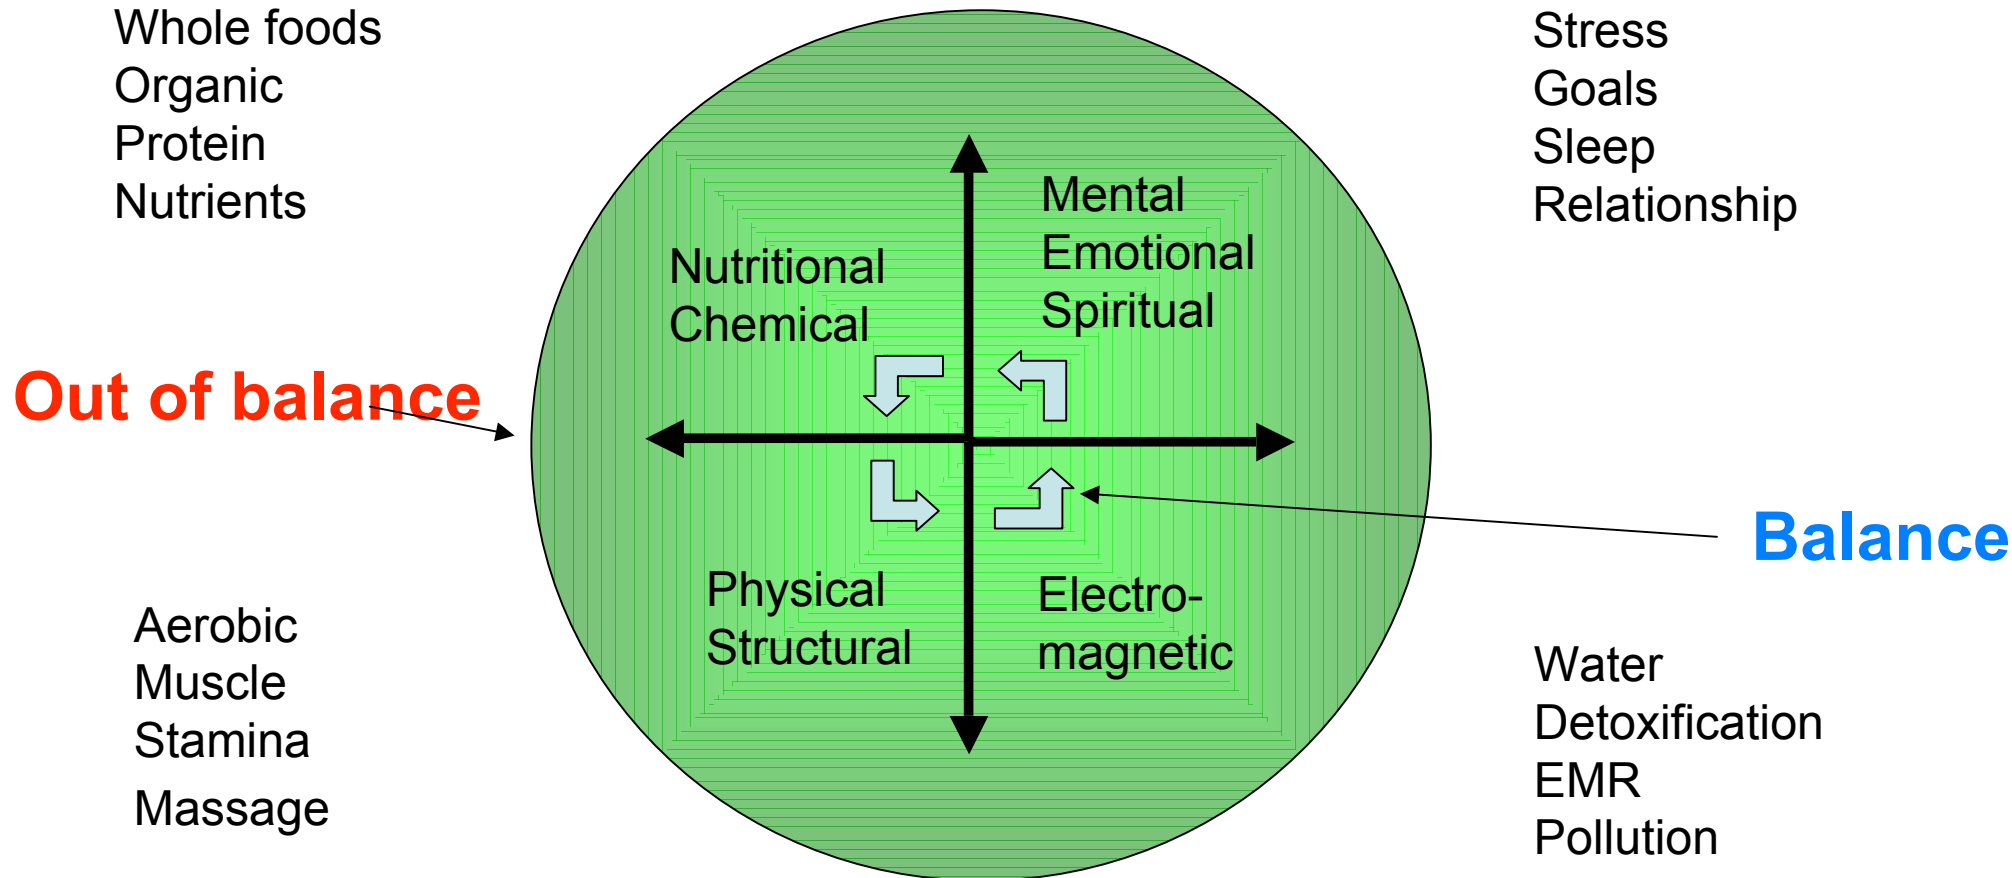 Whole foods
Organic
Protein
Nutrients
Stress
Goals
Sleep
Relationship
Nutritional
Chemical
Mental
Emotional
Spiritual
Out of balance
Balance
Physical
Structural
Electro-
magnetic
Aerobic
Muscle
Stamina
Massage
Water
Detoxification
EMR
Pollution